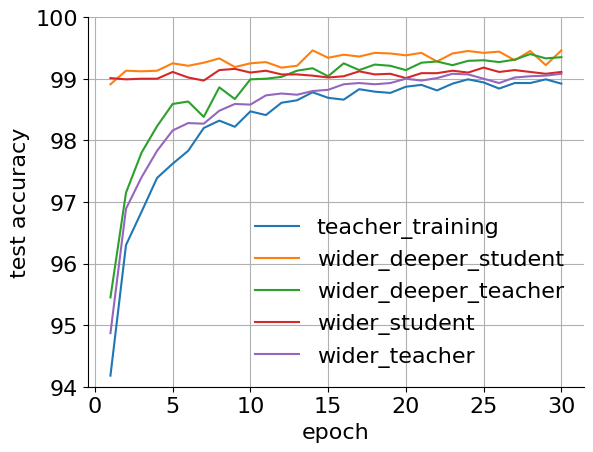 100
99
98
97
96
95
94
test accuracy
teacher_training
wider_deeper_student
wider_deeper_teacher
wider_student
wider_teacher
0 5 10 15 20 25 30
epoch